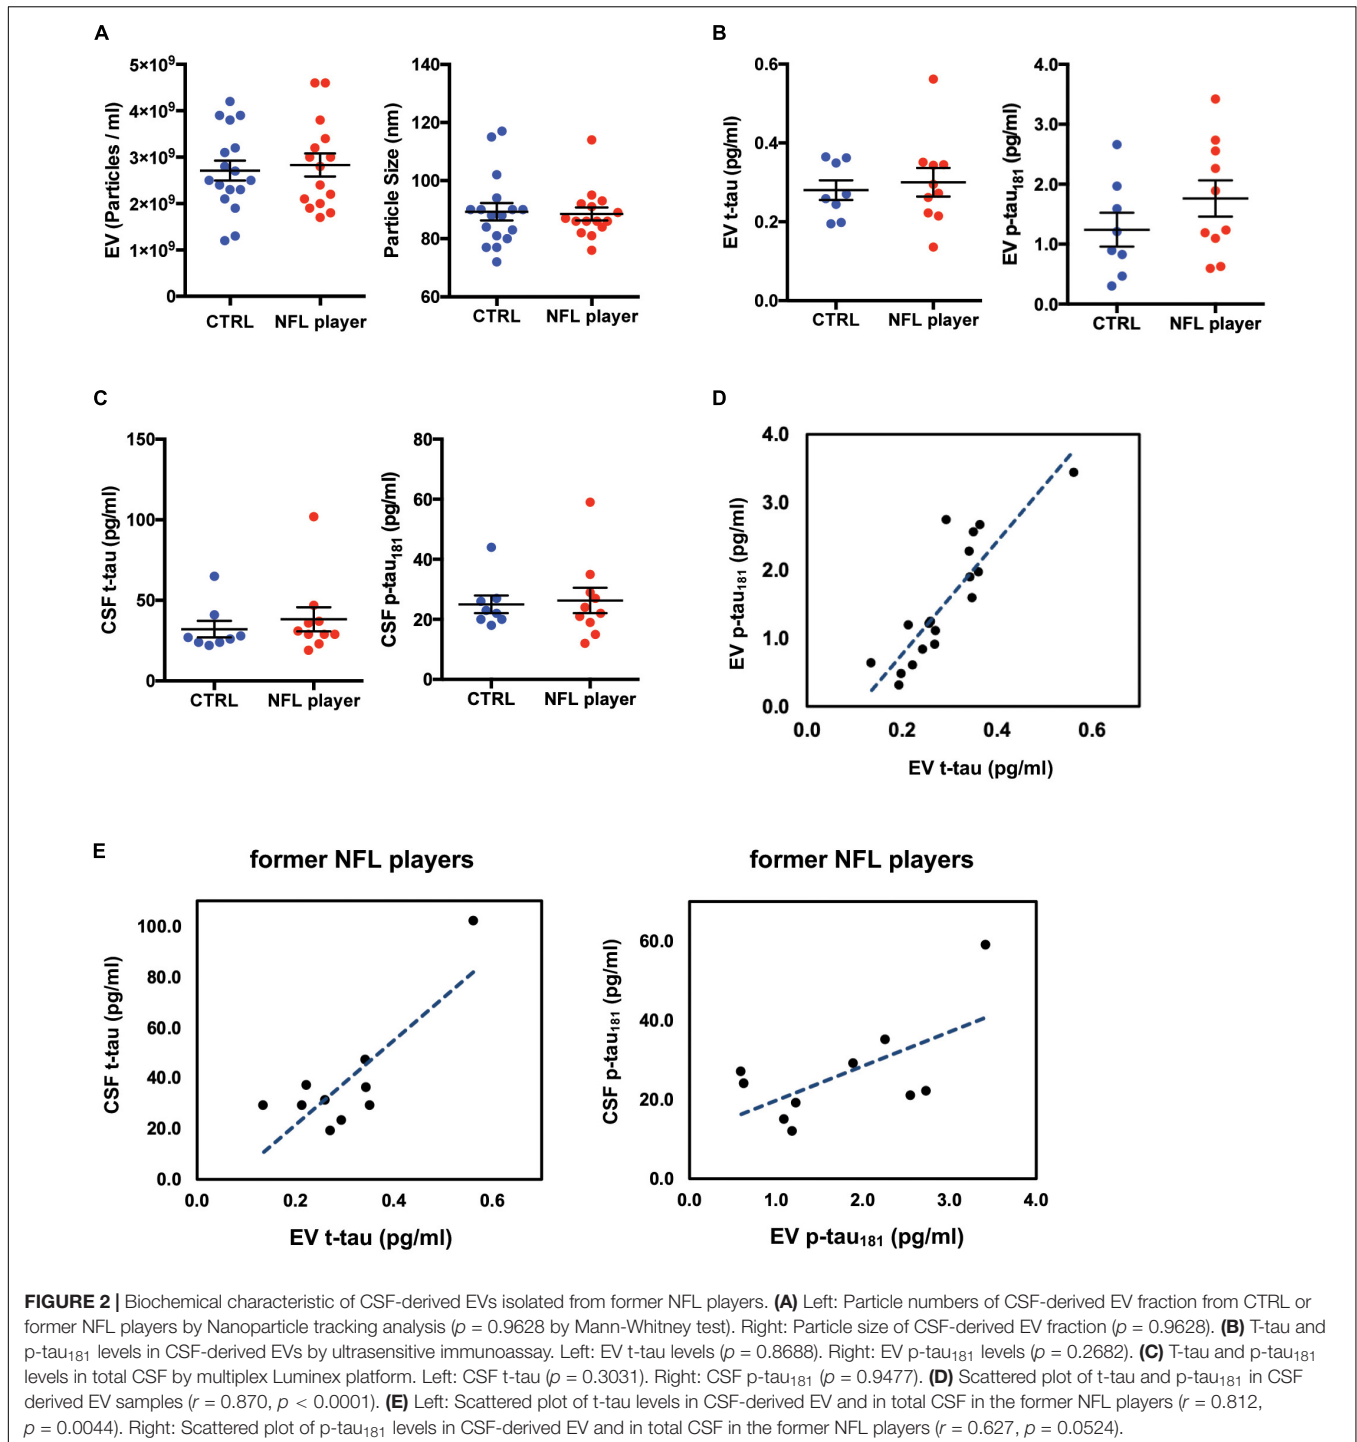 A
B
EV (Particles / ml)
5×10⁹
4×10⁹
3×10⁹
2×10⁹
1×10⁹
0
CTRL
NFL player
Particle Size (nm)
140
120
100
80
60
CTRL
NFL player
EV t-tau (pg/ml)
0.6
0.4
0.2
0.0
CTRL
NFL player
EV p-tau₁₈₁ (pg/ml)
4.0
3.0
2.0
1.0
0.0
CTRL
NFL player
C
D
CSF t-tau (pg/ml)
150
100
50
0
CTRL
NFL player
CSF p-tau₁₈₁ (pg/ml)
80
60
40
20
0
CTRL
NFL player
EV p-tau₁₈₁ (pg/ml)
4.0
3.0
2.0
1.0
0.0
0.0 0.2 0.4 0.6
EV t-tau (pg/ml)
E
former NFL players
CSF t-tau (pg/ml)
100.0
80.0
60.0
40.0
20.0
0.0
0.0 0.2 0.4 0.6
EV t-tau (pg/ml)
former NFL players
CSF p-tau₁₈₁ (pg/ml)
60.0
40.0
20.0
0.0
0.0 1.0 2.0 3.0 4.0
EV p-tau₁₈₁ (pg/ml)
FIGURE 2 | Biochemical characteristic of CSF-derived EVs isolated from former NFL players. (A) Left: Particle numbers of CSF-derived EV fraction from CTRL or
former NFL players by Nanoparticle tracking analysis (p = 0.9628 by Mann-Whitney test). Right: Particle size of CSF-derived EV fraction (p = 0.9628). (B) T-tau and
p-tau₁₈₁ levels in CSF-derived EVs by ultrasensitive immunoassay. Left: EV t-tau levels (p = 0.8688). Right: EV p-tau₁₈₁ levels (p = 0.2682). (C) T-tau and p-tau₁₈₁
levels in total CSF by multiplex Luminex platform. Left: CSF t-tau (p = 0.3031). Right: CSF p-tau₁₈₁ (p = 0.9477). (D) Scattered plot of t-tau and p-tau₁₈₁ in CSF
derived EV samples (r = 0.870, p < 0.0001). (E) Left: Scattered plot of t-tau levels in CSF-derived EV and in total CSF in the former NFL players (r = 0.812,
p = 0.0044). Right: Scattered plot of p-tau₁₈₁ levels in CSF-derived EV and in total CSF in the former NFL players (r = 0.627, p = 0.0524).